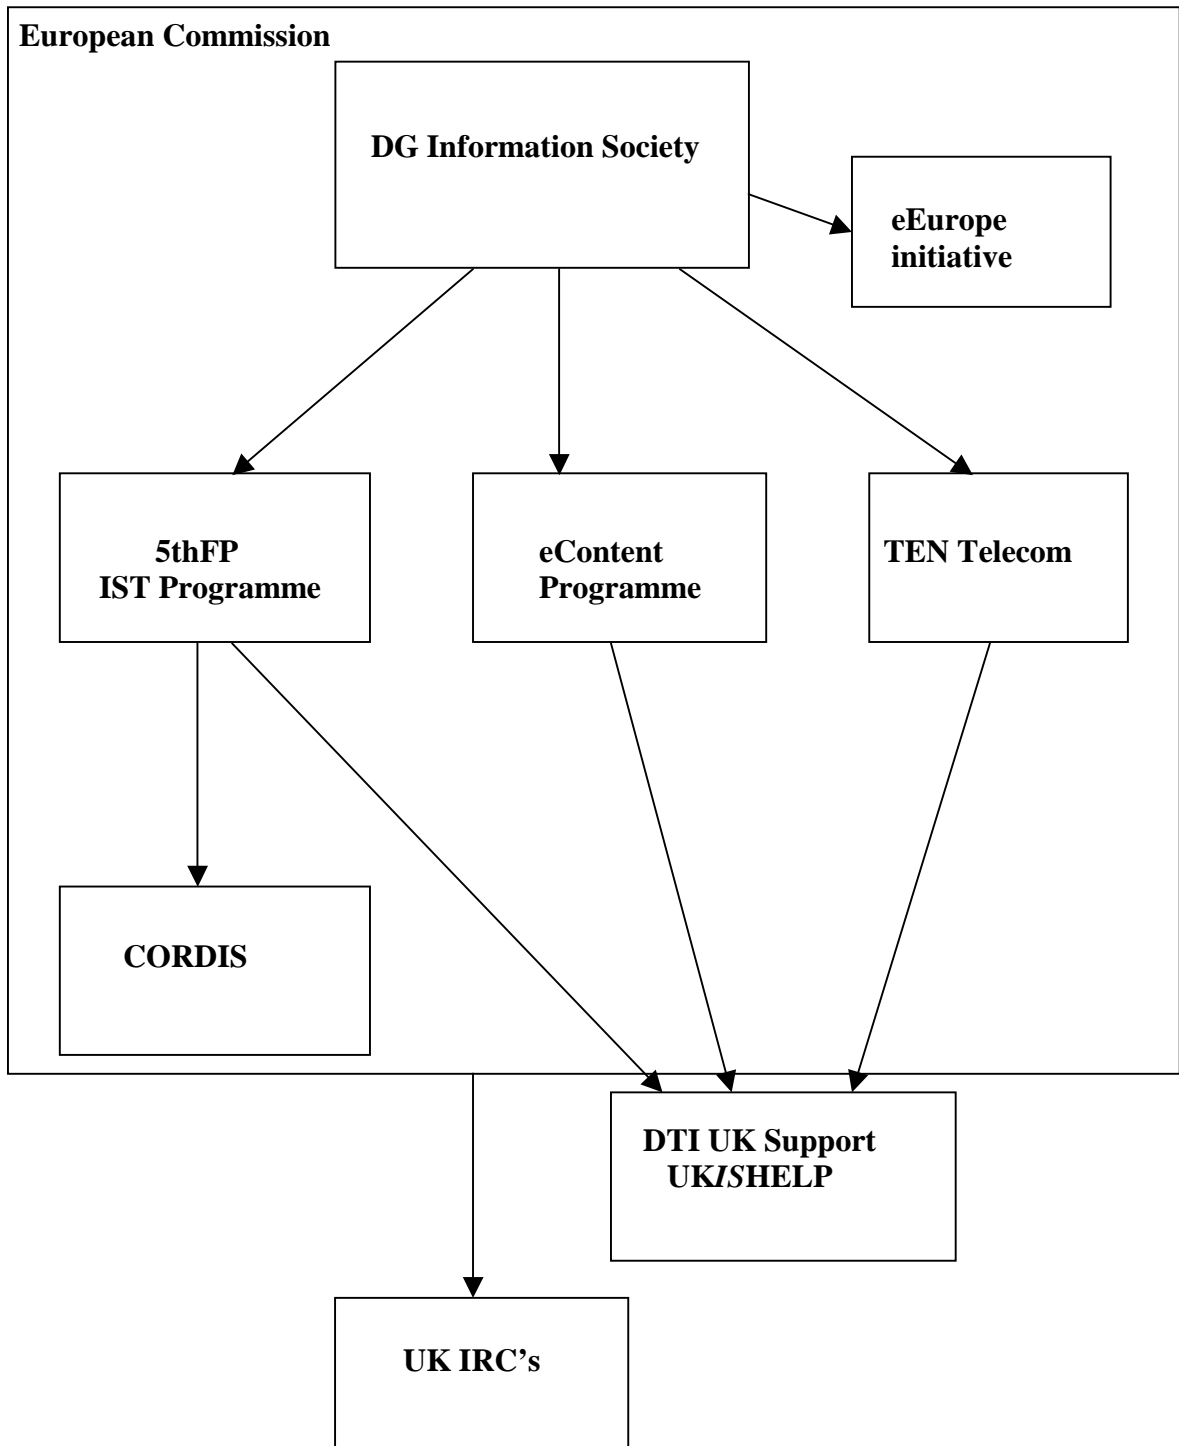 European Commission
DG Information Society
eEurope
initiative
5thFP
IST Programme
eContent
Programme
TEN Telecom
CORDIS
DTI UK Support
UKISHELP
UK IRC’s